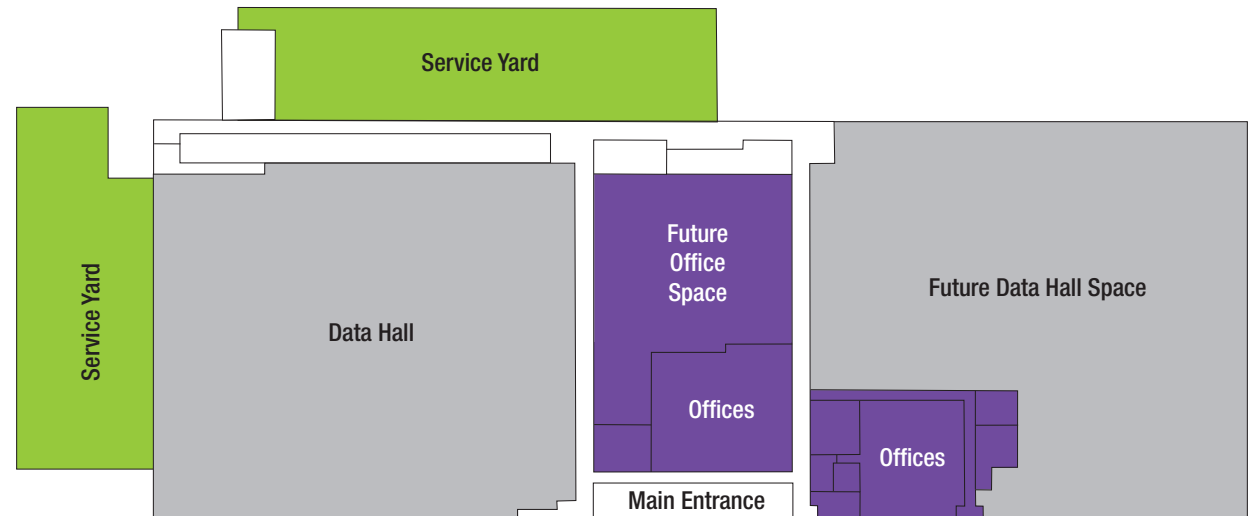 Service Yard
Service Yard
Data Hall
Future
Office
Space
Offices
Future Data Hall Space
Offices
Main Entrance